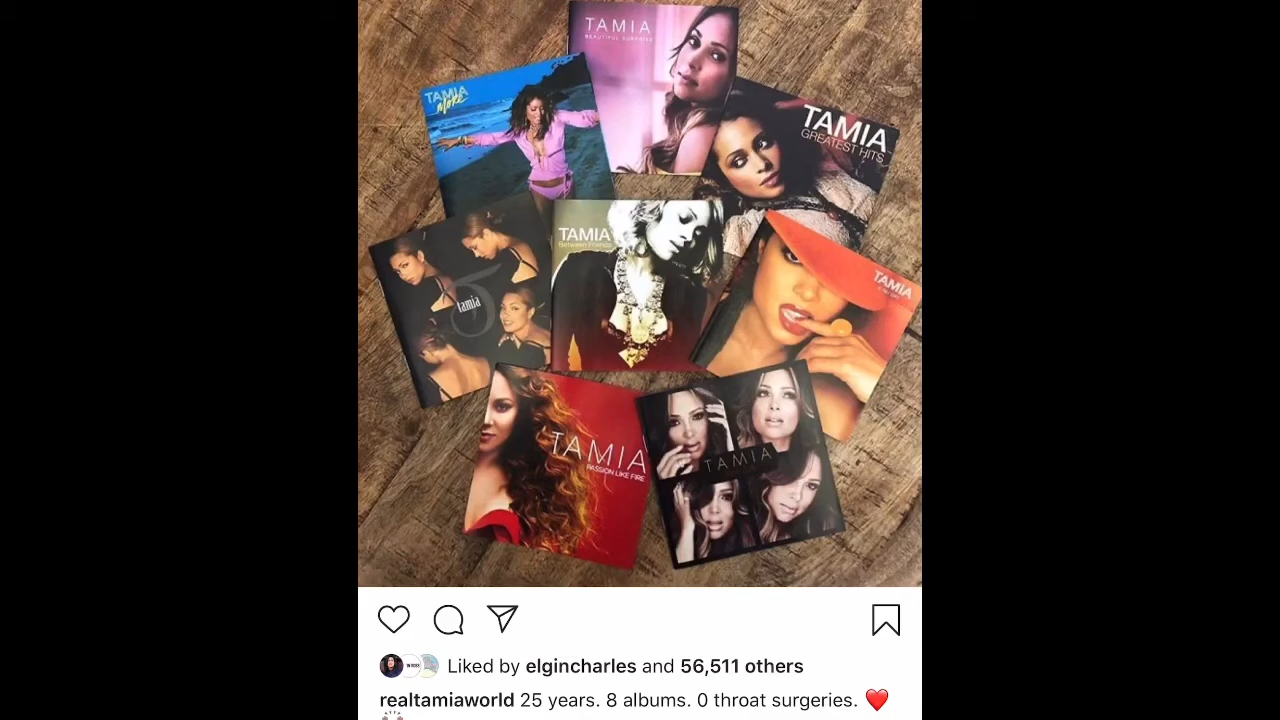 TAMIA
BEAUTIFUL SURPRISE
TAMIA
More
TAMIA
GREATEST HITS
TAMIA
Between Friends
TAMIA
tamia
TAMIA
PASSION LIKE FIRE
TAMIA
Liked by elgincharles and 56,511 others
realtamiaworld 25 years. 8 albums. 0 throat surgeries. ❤️